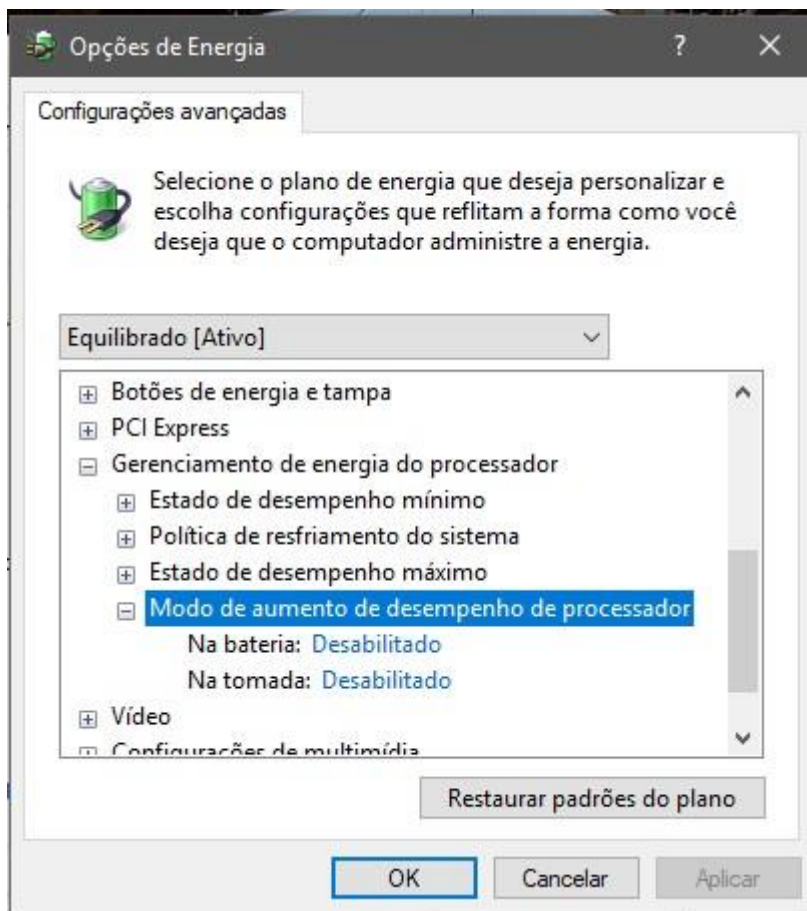 Opções de Energia
?
Configurações avançadas
Selecione o plano de energia que deseja personalizar e
escolha configurações que reflitam a forma como você
deseja que o computador administre a energia.
Equilibrado [Ativo]
Botões de energia e tampa
PCI Express
Gerenciamento de energia do processador
Estado de desempenho mínimo
Política de resfriamento do sistema
Estado de desempenho máximo
Modo de aumento de desempenho de processador
Na bateria: Desabilitado
Na tomada: Desabilitado
Vídeo
Configurações de multimídia
Restaurar padrões do plano
OK
Cancelar
Aplicar